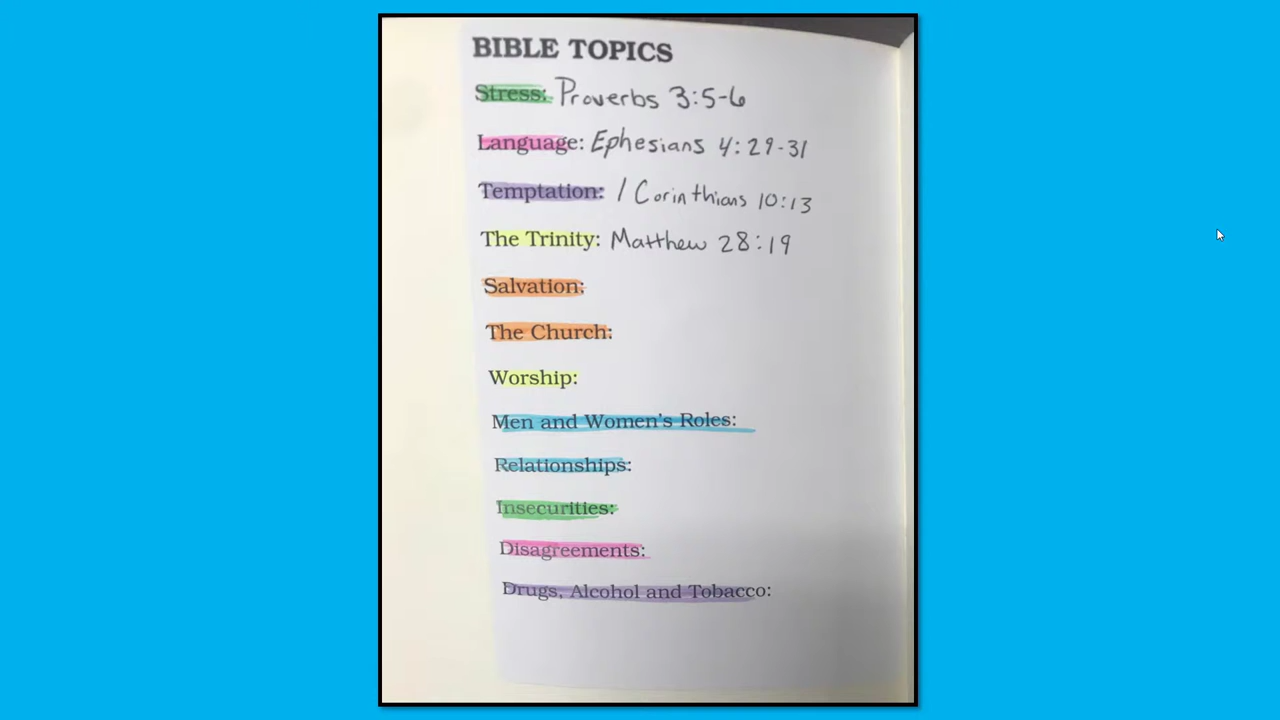 BIBLE TOPICS
Stress: Proverbs 3:5-6
Language: Ephesians 4:29-31
Temptation: 1 Corinthians 10:13
The Trinity: Matthew 28:19
Salvation:
The Church:
Worship:
Men and Women's Roles:
Relationships:
Insecurities:
Disagreements:
Drugs, Alcohol and Tobacco: